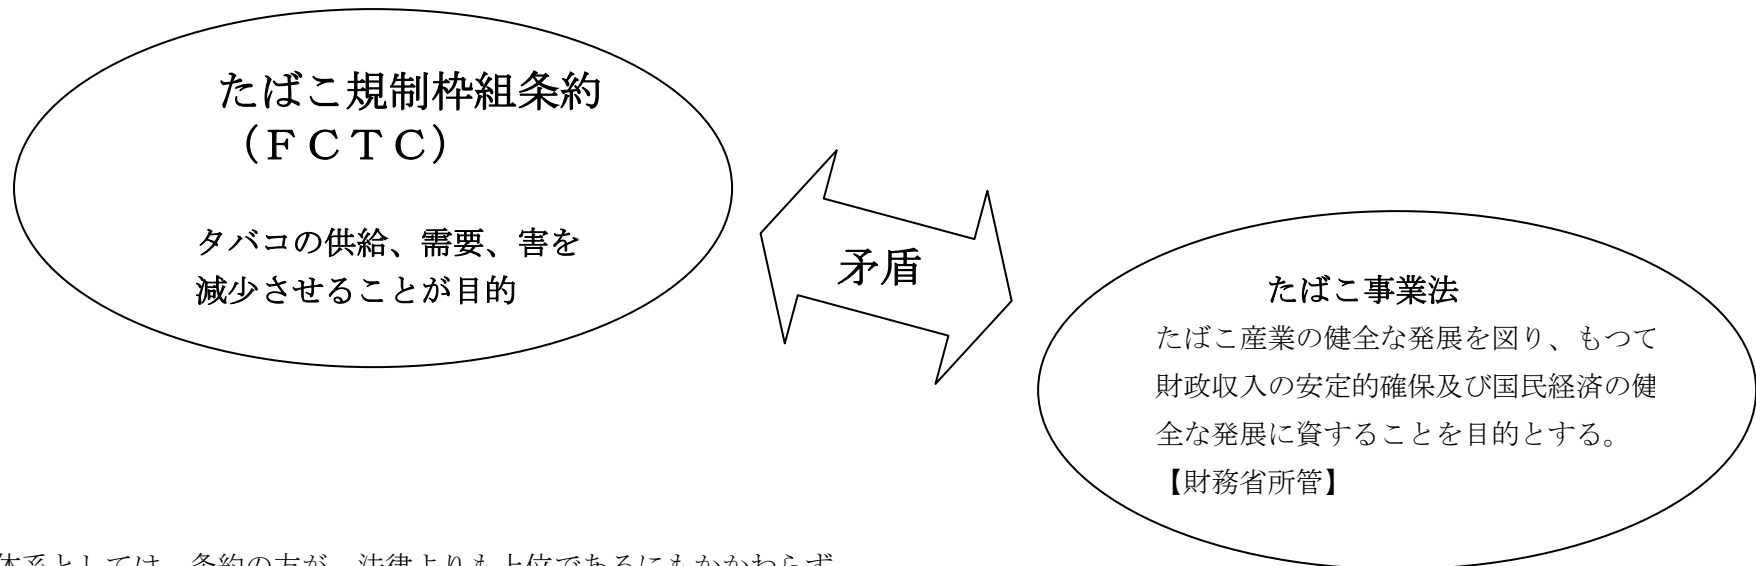 たばこ規制枠組条約
（ＦＣＴＣ）
タバコの供給、需要、害を
減少させることが目的
矛盾
たばこ事業法
たばこ産業の健全な発展を図り、もつて
財政収入の安定的確保及び国民経済の健
全な発展に資することを目的とする。
【財務省所管】
体系としては、条約の方が、法律よりも上位であるにもかかわらず